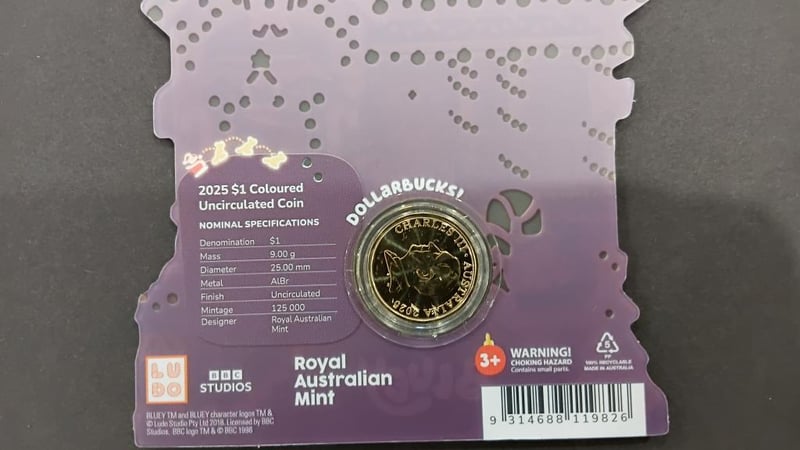 DOLLARBUCKS!
2025 $1 Coloured
Uncirculated Coin
NOMINAL SPECIFICATIONS
Denomination $1
Mass 9.00 g
Diameter 25.00 mm
Metal AlBr
Finish Uncirculated
Mintage 125 000
Designer Royal Australian
Mint
CHARLES III • AUSTRALIA 2025
LUDO
BBC
STUDIOS
Royal
Australian
Mint
3+
WARNING!
CHOKING HAZARD
Contains small parts.
5
PP
100% RECYCLABLE
MADE IN AUSTRALIA
BLUEY TM and BLUEY character logos TM &
© Ludo Studio Pty Ltd 2018. Licensed by BBC
Studios. BBC logo TM & © BBC 1996
9 314688 119826